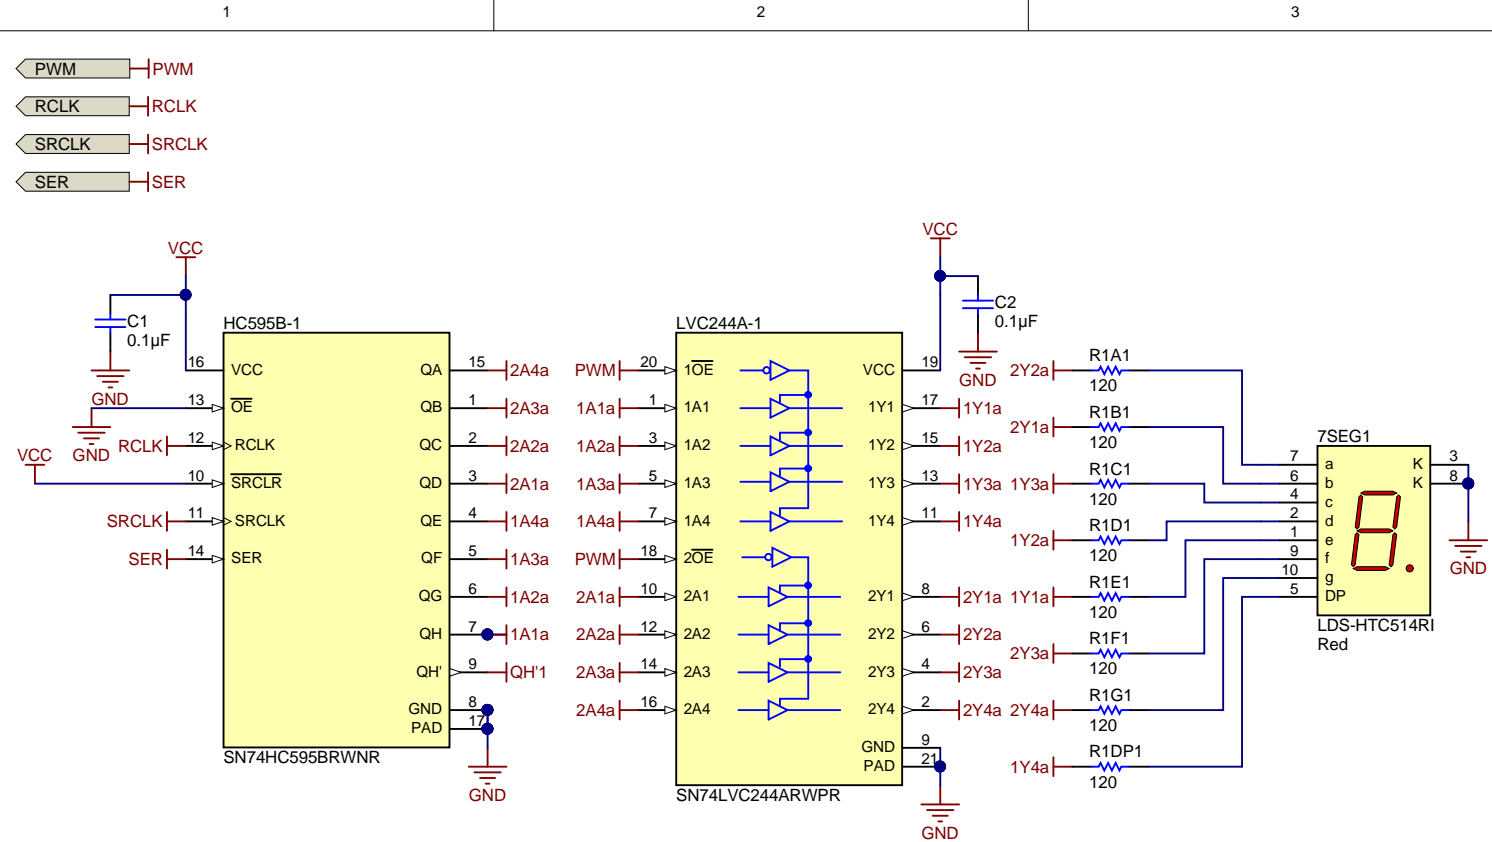 1 2 3
PWM PWM
RCLK RCLK
SRCLK SRCLK
SER SER
VCC
C1
0.1µF
GND
GND
VCC
RCLK
SRCLK
SER
HC595B-1
16 VCC QA 15 2A4a
13 OE QB 1 2A3a
12 RCLK QC 2 2A2a
10 SRCLR QD 3 2A1a
11 SRCLK QE 4 1A4a
14 SER QF 5 1A3a
QG 6 1A2a
QH 7 1A1a
QH' 9 QH'1
GND 8
PAD 17
SN74HC595BRWNR
GND
VCC
C2
0.1µF
GND
LVC244A-1
PWM 20 1OE VCC 19
1A1a 1 1A1 1Y1 17 1Y1a
1A2a 3 1A2 1Y2 15 1Y2a
1A3a 5 1A3 1Y3 13 1Y3a
1A4a 7 1A4 1Y4 11 1Y4a
PWM 18 2OE
2A1a 10 2A1 2Y1 8 2Y1a
2A2a 12 2A2 2Y2 6 2Y2a
2A3a 14 2A3 2Y3 4 2Y3a
2A4a 16 2A4 2Y4 2 2Y4a
GND 9
PAD 21
SN74LVC244ARWPR
GND
2Y2a R1A1
120
2Y1a R1B1
120
1Y3a R1C1
120
1Y2a R1D1
120
1Y1a R1E1
120
2Y3a R1F1
120
2Y4a R1G1
120
1Y4a R1DP1
120
7SEG1
7 a K 3
6 b K 8
4 c
2 d
1 e
9 f
10 g
5 DP
LDS-HTC514RI
Red
GND